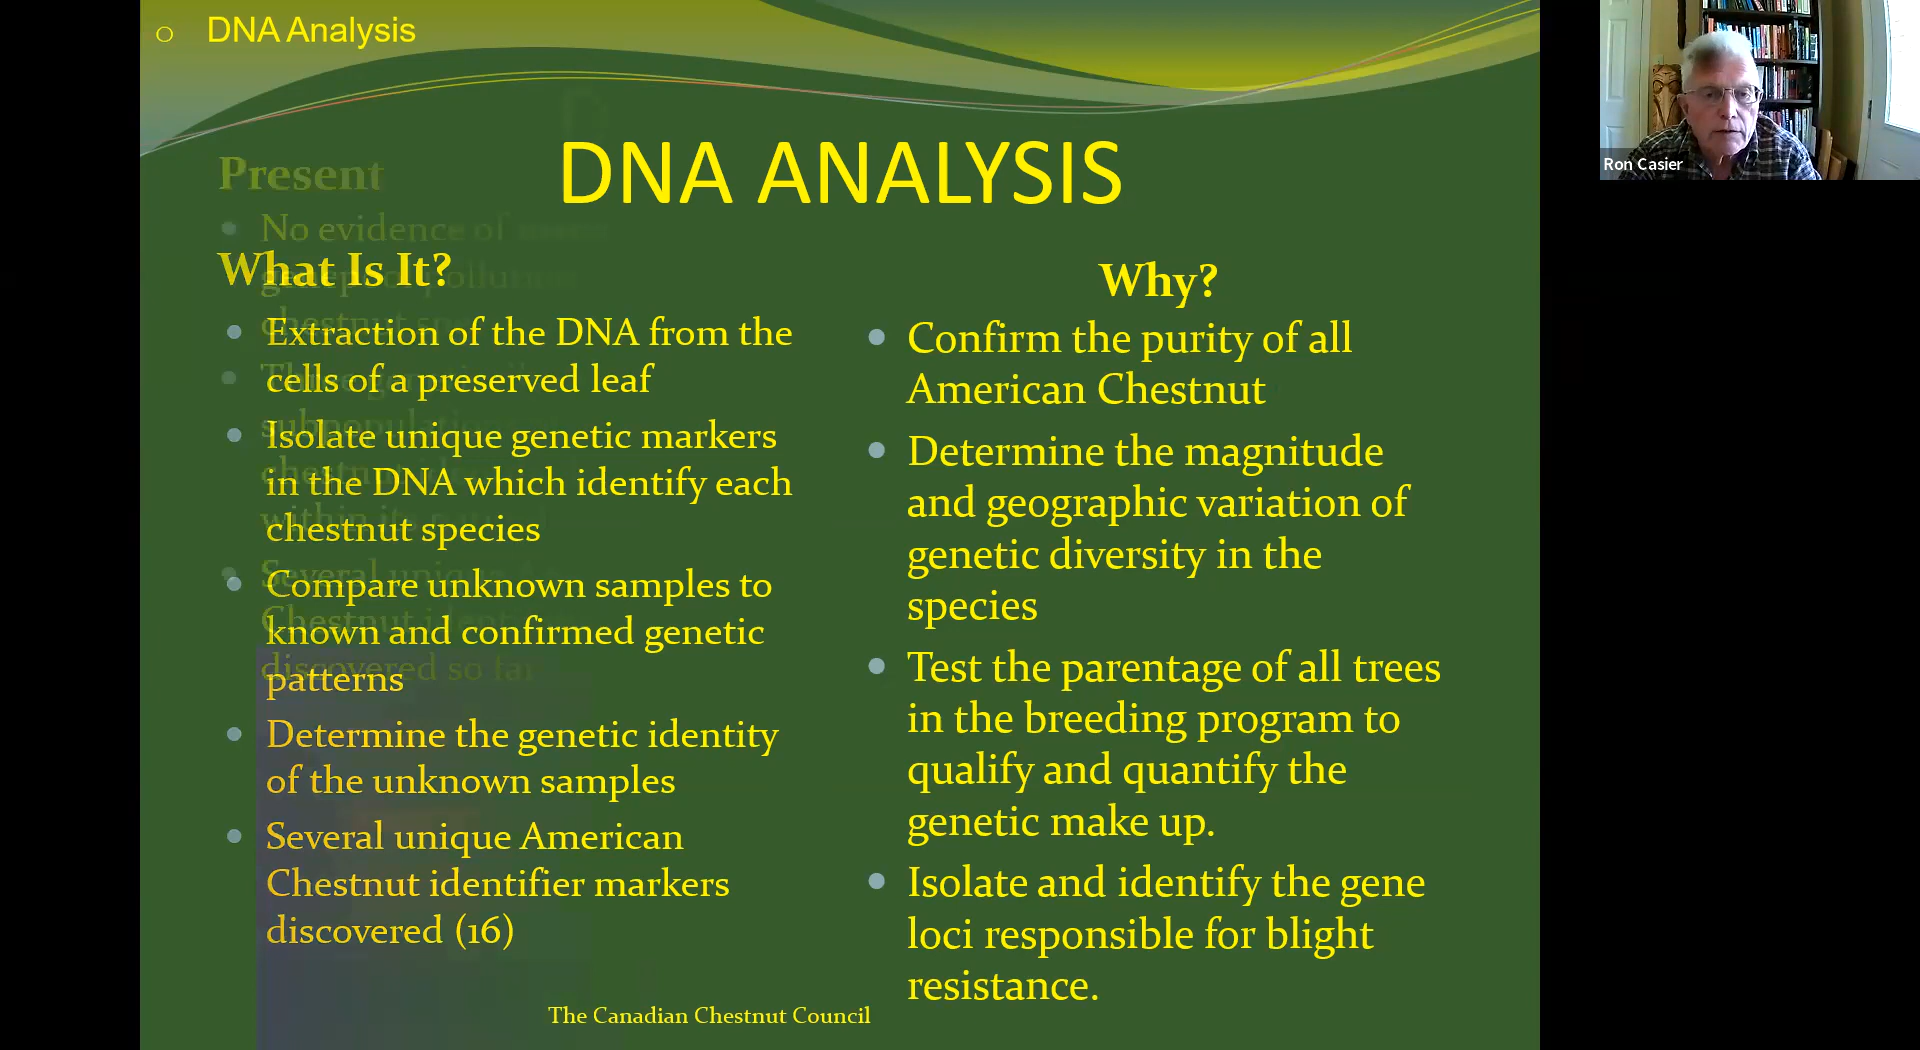 DNA Analysis
DNA ANALYSIS
Present
No evidence of
What Is It?
Extraction of the DNA from the
cells of a preserved leaf
Isolate unique genetic markers
in the DNA which identify each
chestnut species
Compare unknown samples to
known and confirmed genetic
patterns
discovered so far
Determine the genetic identity
of the unknown samples
Several unique American
Chestnut identifier markers
discovered (16)
Why?
Confirm the purity of all
American Chestnut
Determine the magnitude
and geographic variation of
genetic diversity in the
species
Test the parentage of all trees
in the breeding program to
qualify and quantify the
genetic make up.
Isolate and identify the gene
loci responsible for blight
resistance.
The Canadian Chestnut Council
Ron Casier